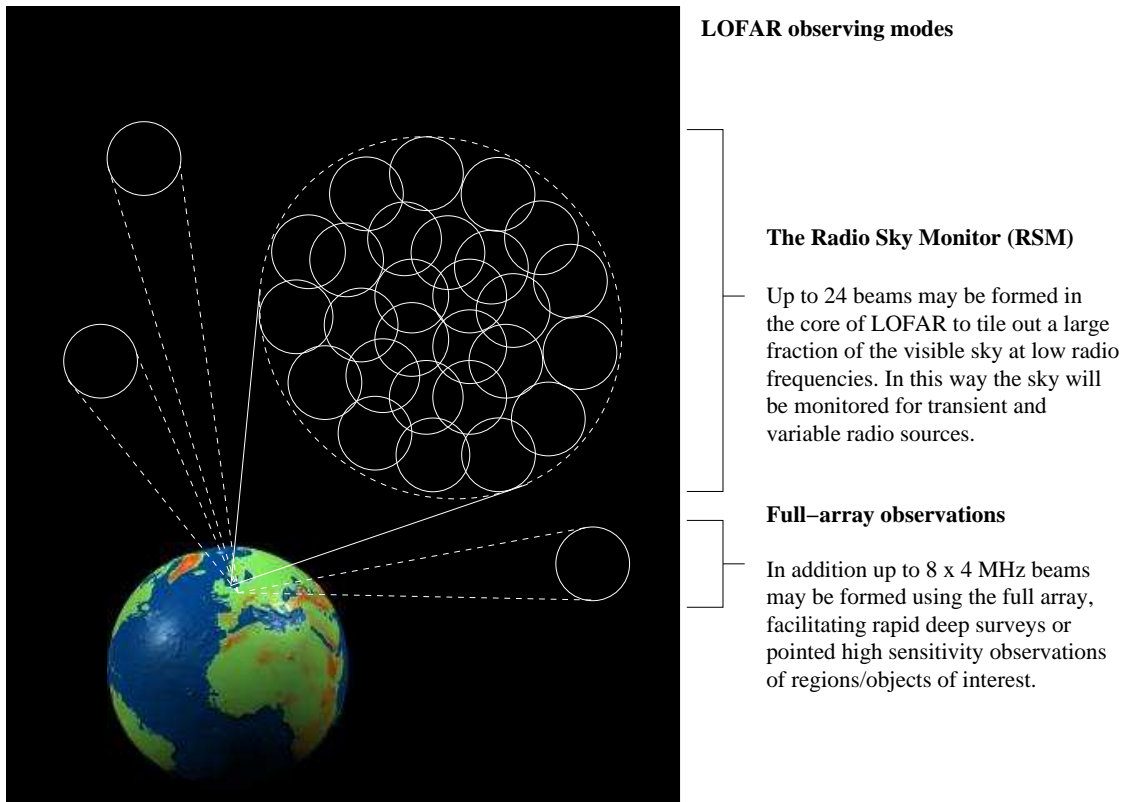 LOFAR observing modes
The Radio Sky Monitor (RSM)
Up to 24 beams may be formed in
the core of LOFAR to tile out a large
fraction of the visible sky at low radio
frequencies. In this way the sky will
be monitored for transient and
variable radio sources.
Full−array observations
In addition up to 8 x 4 MHz beams
may be formed using the full array,
facilitating rapid deep surveys or
pointed high sensitivity observations
of regions/objects of interest.